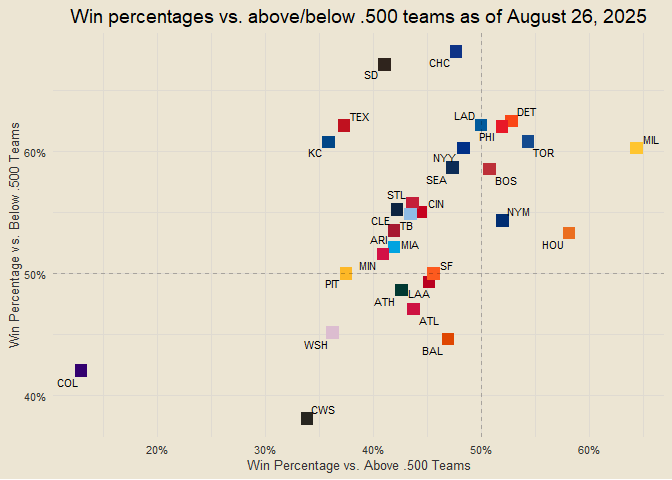 Win percentages vs. above/below .500 teams as of August 26, 2025
Win Percentage vs. Below .500 Teams
60%
50%
40%
CHC
SD
TEX
LAD
DET
PHI
KC
NYY
TOR
MIL
SEA
BOS
STL
CIN
NYM
CLE
TB
ARI
MIA
HOU
MIN
SF
PIT
LAA
ATH
ATL
WSH
BAL
COL
CWS
20%
30%
40%
50%
60%
Win Percentage vs. Above .500 Teams